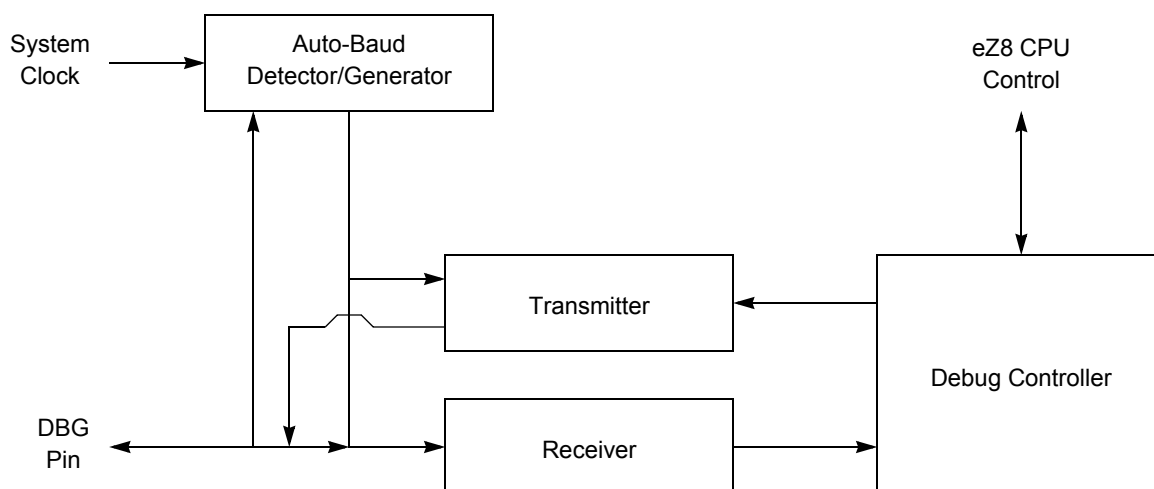 System
Clock
Auto-Baud
Detector/Generator
eZ8 CPU
Control
Transmitter
Debug Controller
DBG
Pin
Receiver